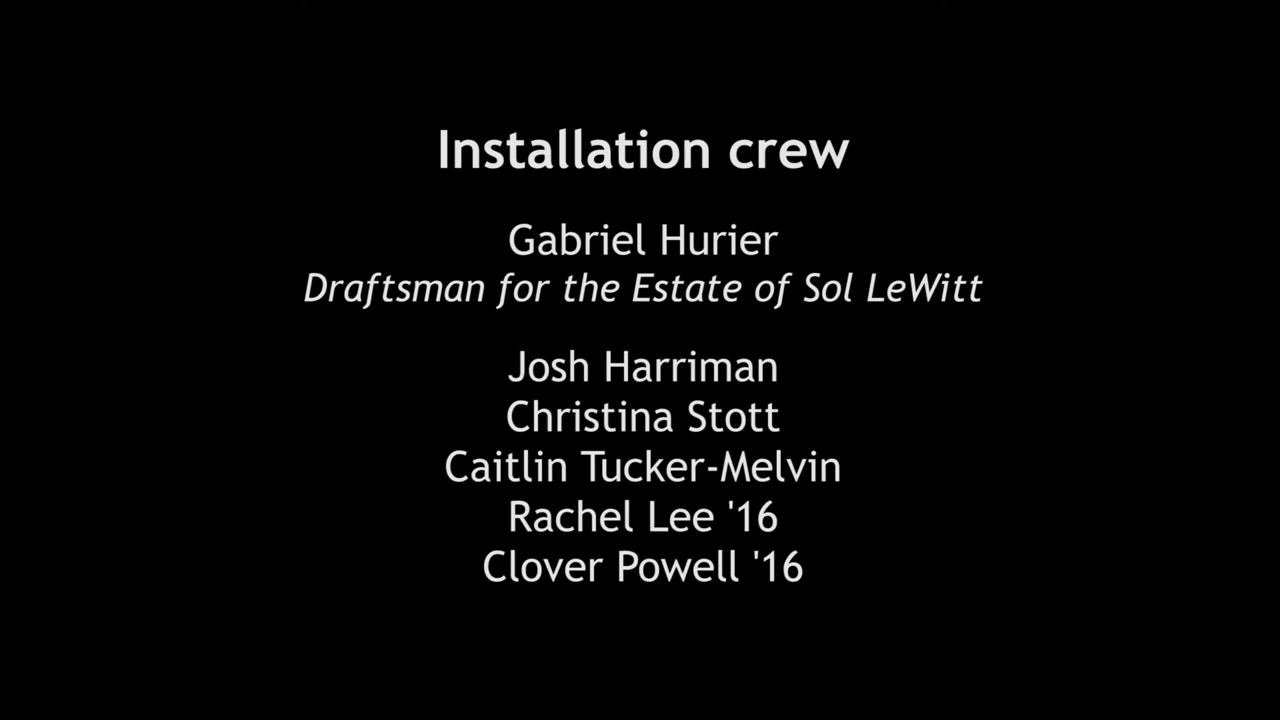 Installation crew
Gabriel Hurier
Draftsman for the Estate of Sol LeWitt
Josh Harriman
Christina Stott
Caitlin Tucker-Melvin
Rachel Lee '16
Clover Powell '16